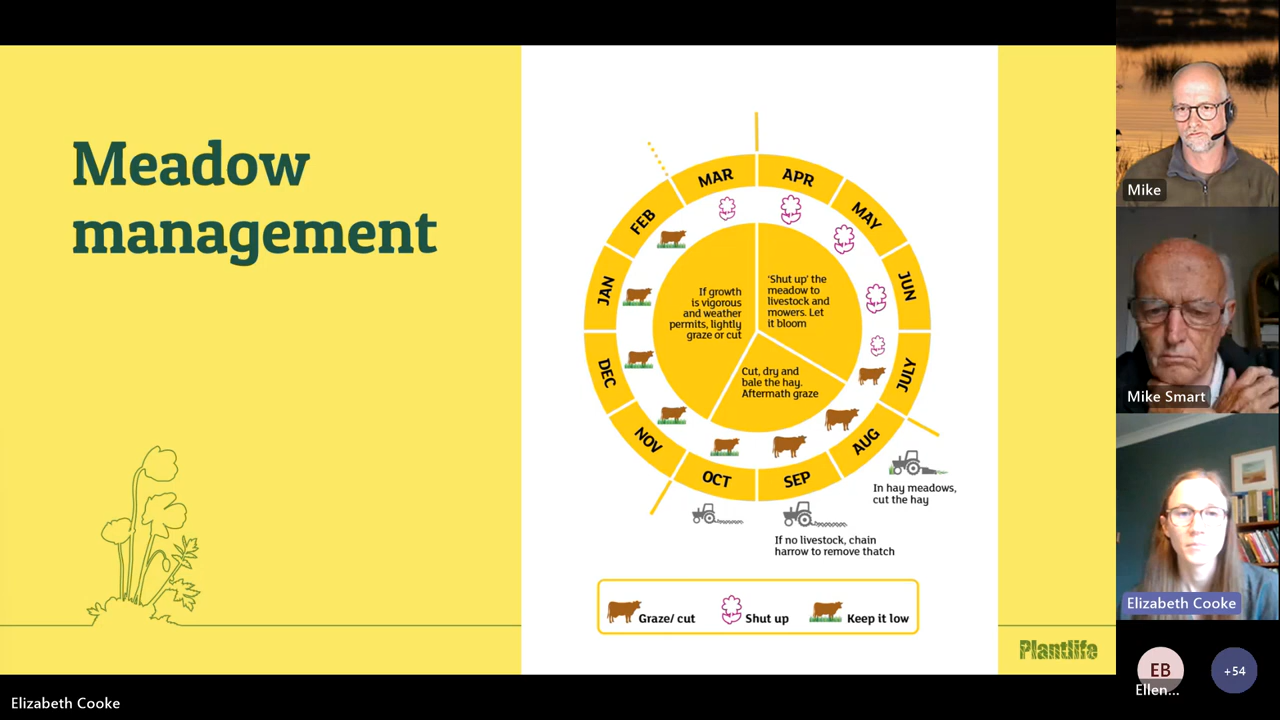 Meadow
management
MAR
APR
FEB
MAY
JAN
JUN
DEC
JULY
NOV
AUG
OCT
SEP
If growth
is vigorous
and weather
permits, lightly
graze or cut
'Shut up' the
meadow to
livestock and
mowers. Let
it bloom
Cut, dry and
bale the hay.
Aftermath graze
In hay meadows,
cut the hay
If no livestock, chain
harrow to remove thatch
Graze/ cut
Shut up
Keep it low
Plantlife
Mike
Mike Smart
Elizabeth Cooke
EB
+54
Ellen...
Elizabeth Cooke